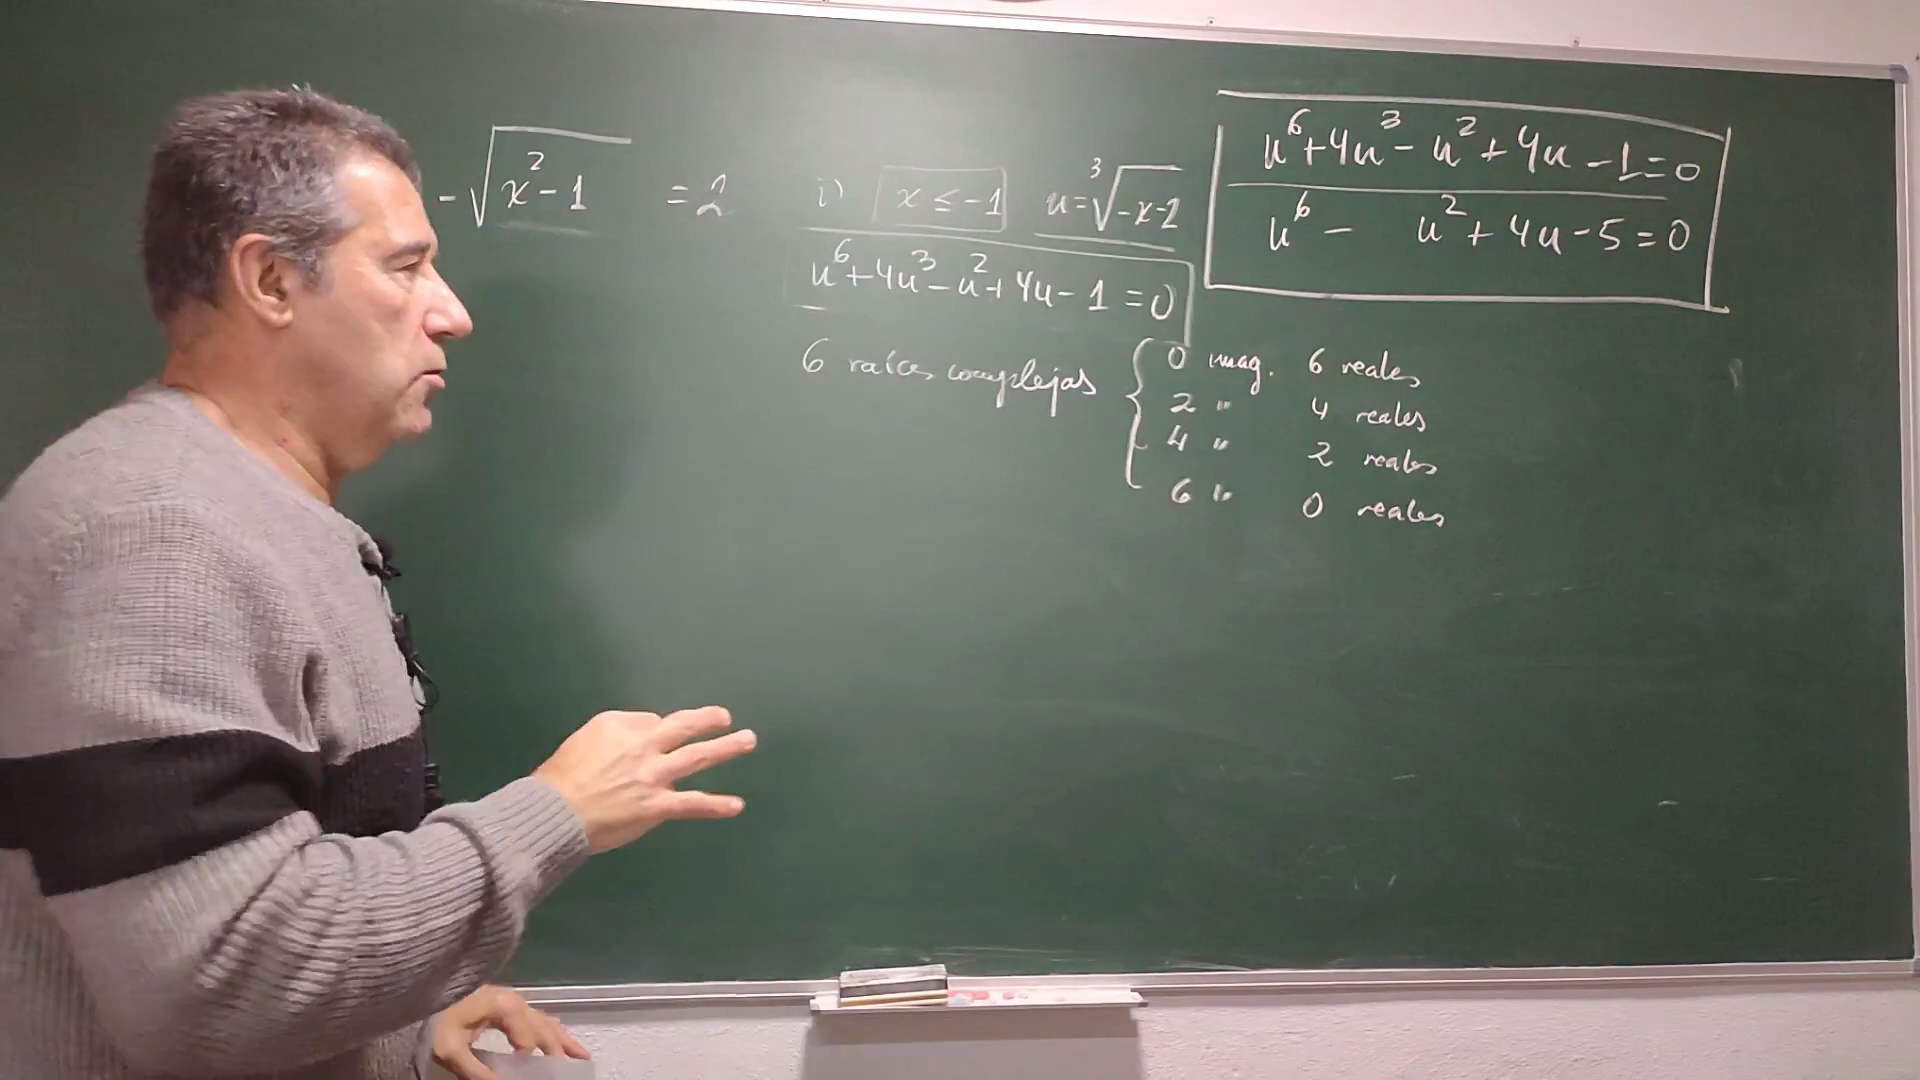 -√(x²-1) = 2
i) x ≤ -1 u = ∛(-x-2)
u⁶+4u³-u²+4u-1=0
6 raíces complejas { 0 imag. 6 reales
2 " 4 reales
4 " 2 reales
6 " 0 reales
u⁶+4u³-u²+4u-1=0
u⁶- u²+4u-5=0